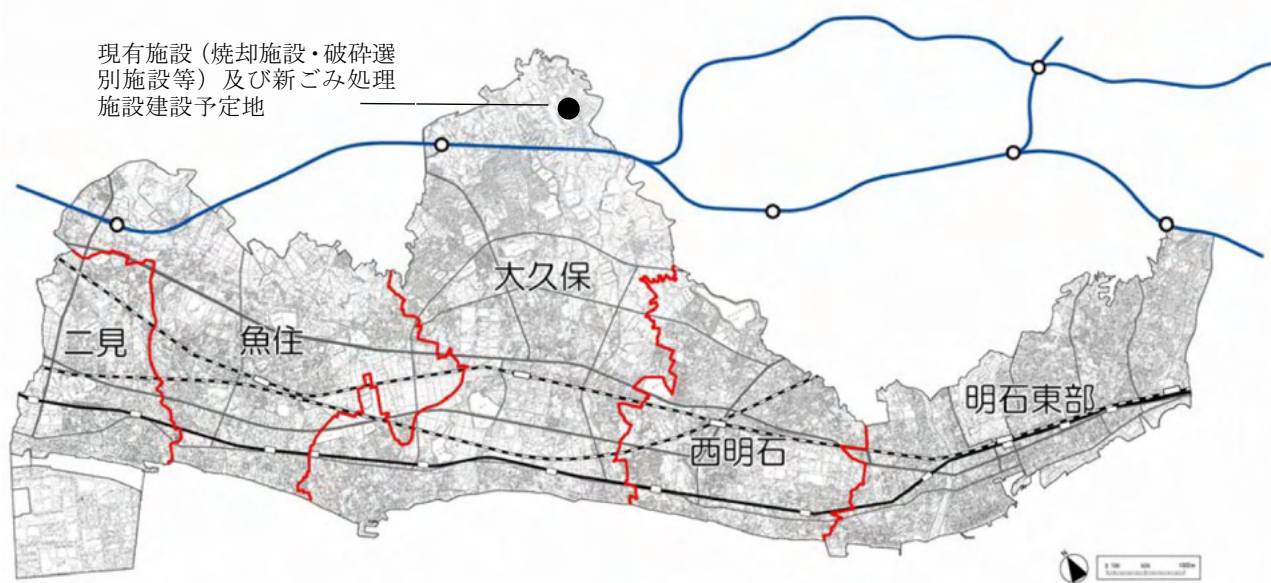 現有施設（焼却施設・破砕選
別施設等）及び新ごみ処理
施設建設予定地
大久保
二見
魚住
明石東部
西明石